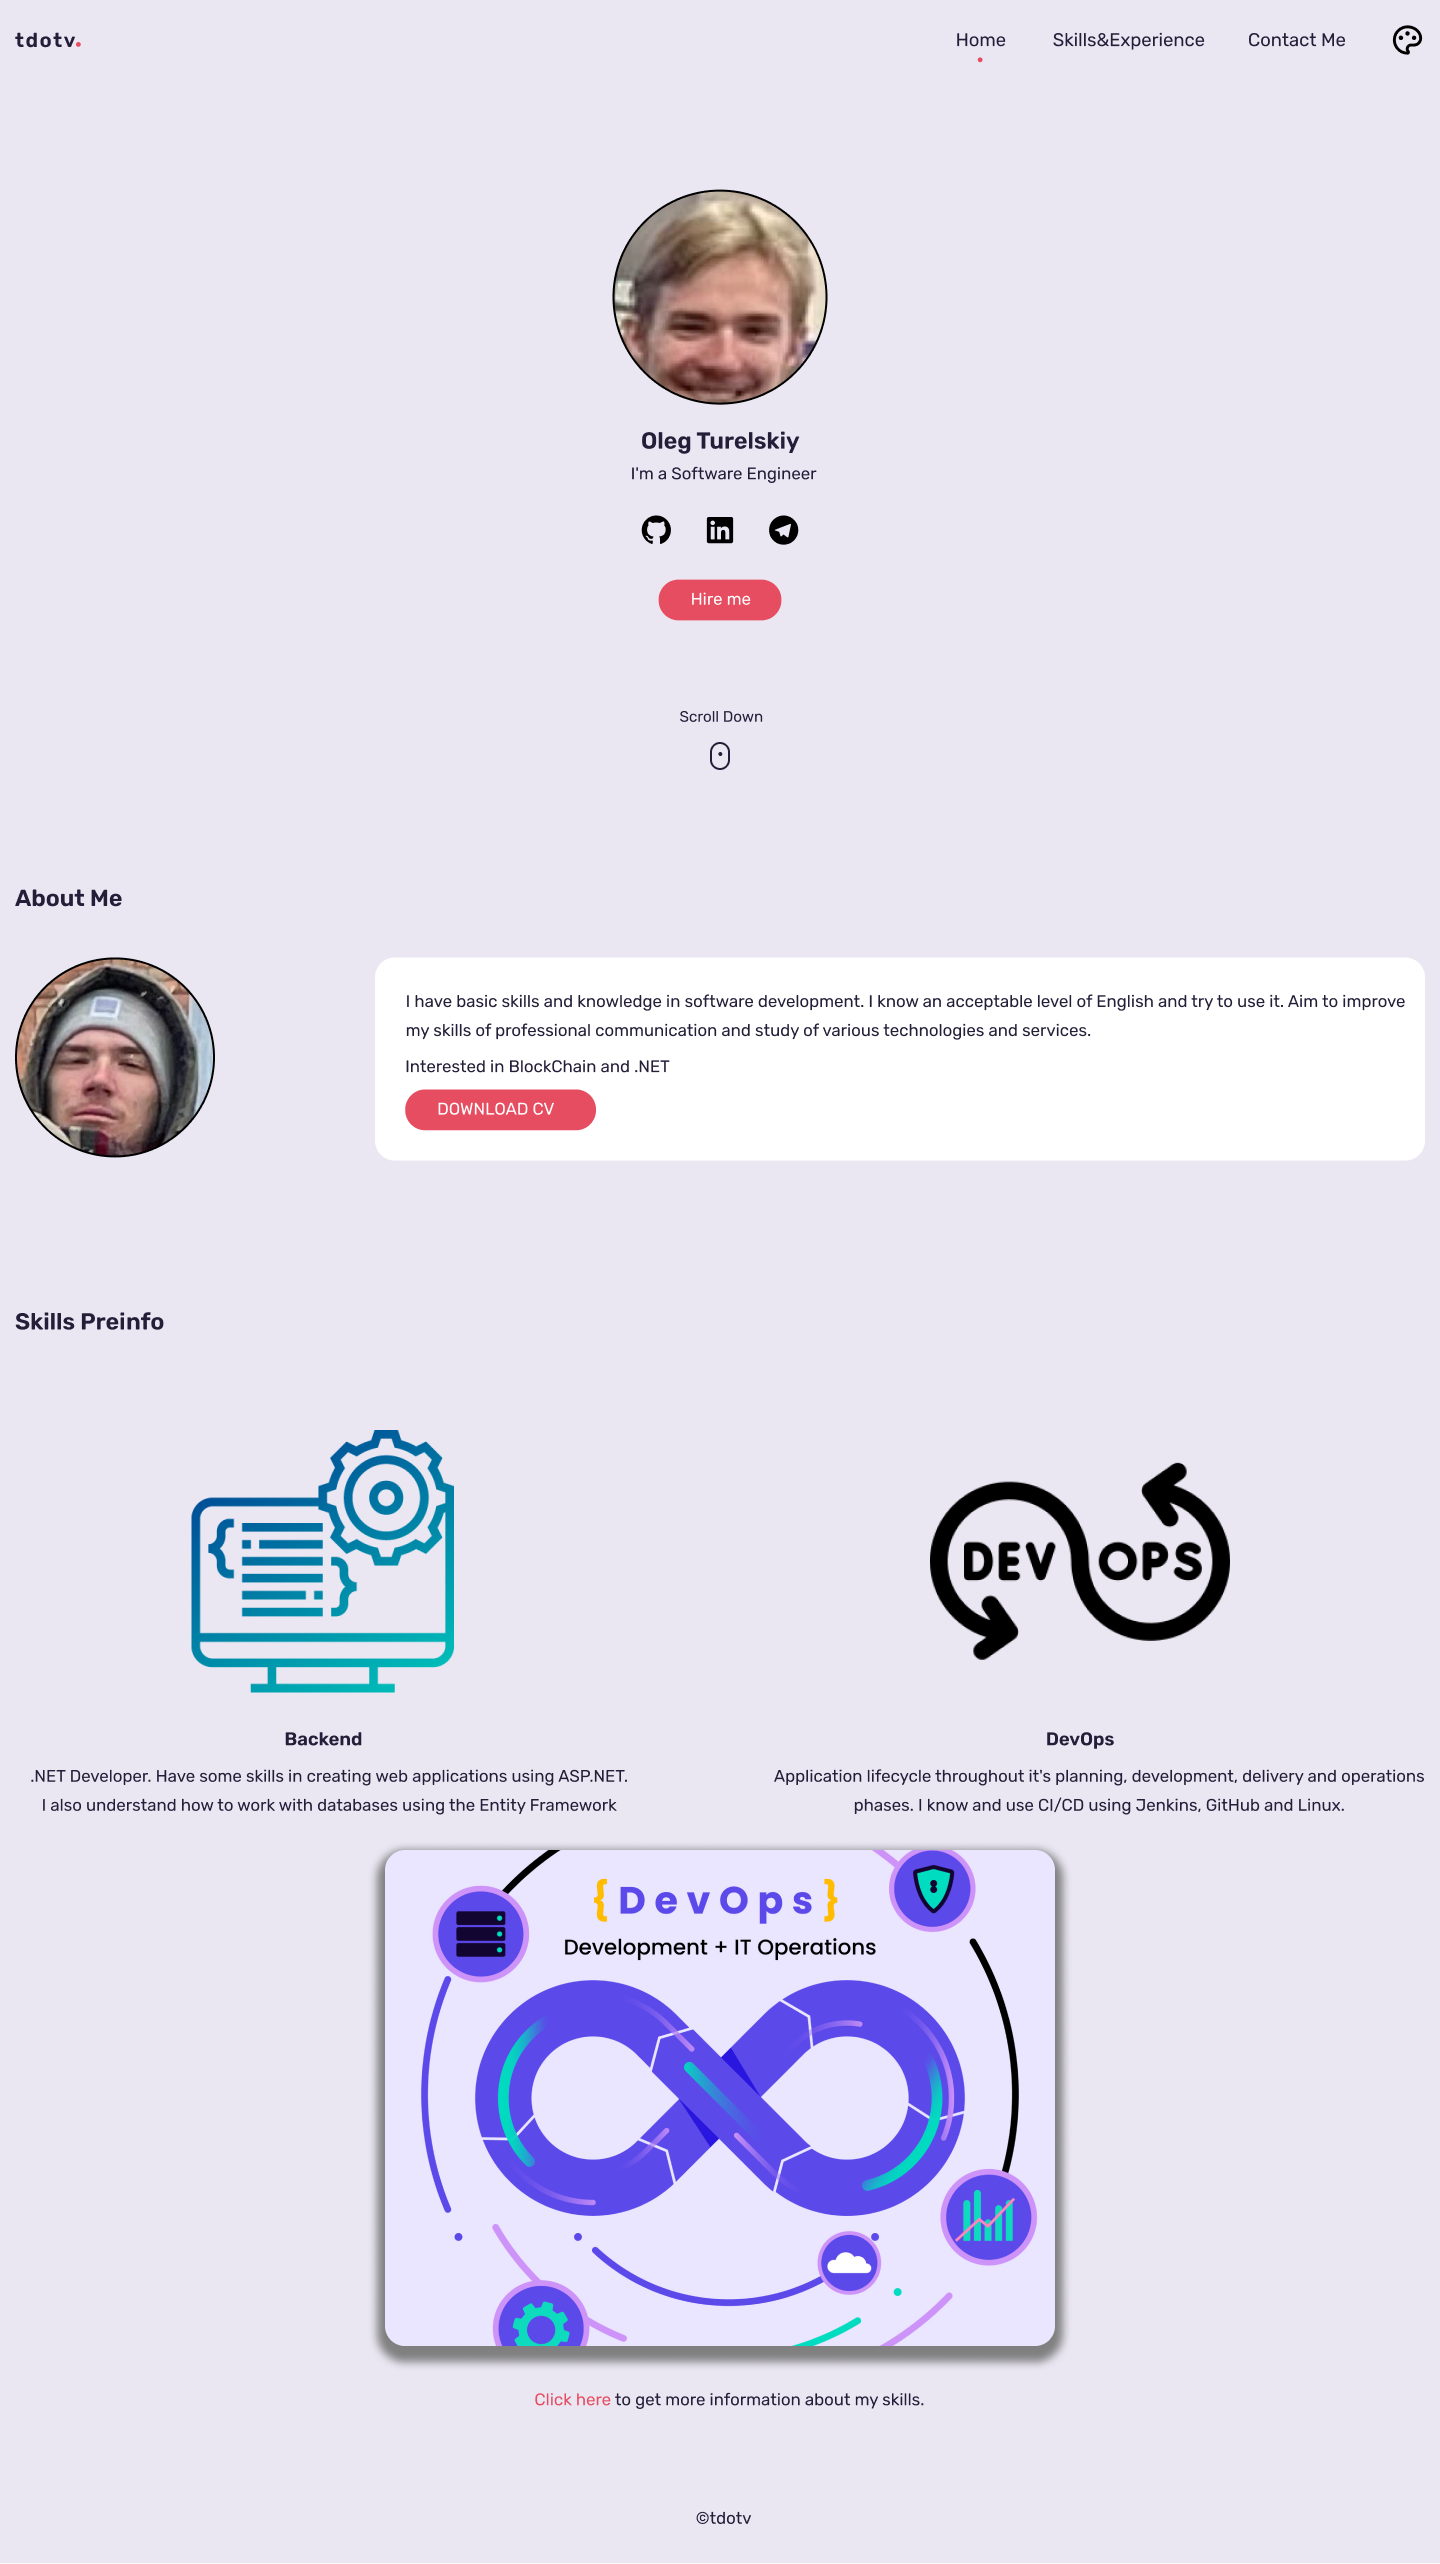 tdotv.
Home Skills&Experience Contact Me
Oleg Turelskiy
I'm a Software Engineer
in
Hire me
Scroll Down
About Me
I have basic skills and knowledge in software development. I know an acceptable level of English and try to use it. Aim to improve
my skills of professional communication and study of various technologies and services.
Interested in BlockChain and .NET
DOWNLOAD CV
Skills Preinfo
DEV OPS
Backend
.NET Developer. Have some skills in creating web applications using ASP.NET.
I also understand how to work with databases using the Entity Framework
DevOps
Application lifecycle throughout it's planning, development, delivery and operations
phases. I know and use CI/CD using Jenkins, GitHub and Linux.
{DevOps}
Development + IT Operations
Click here to get more information about my skills.
©tdotv